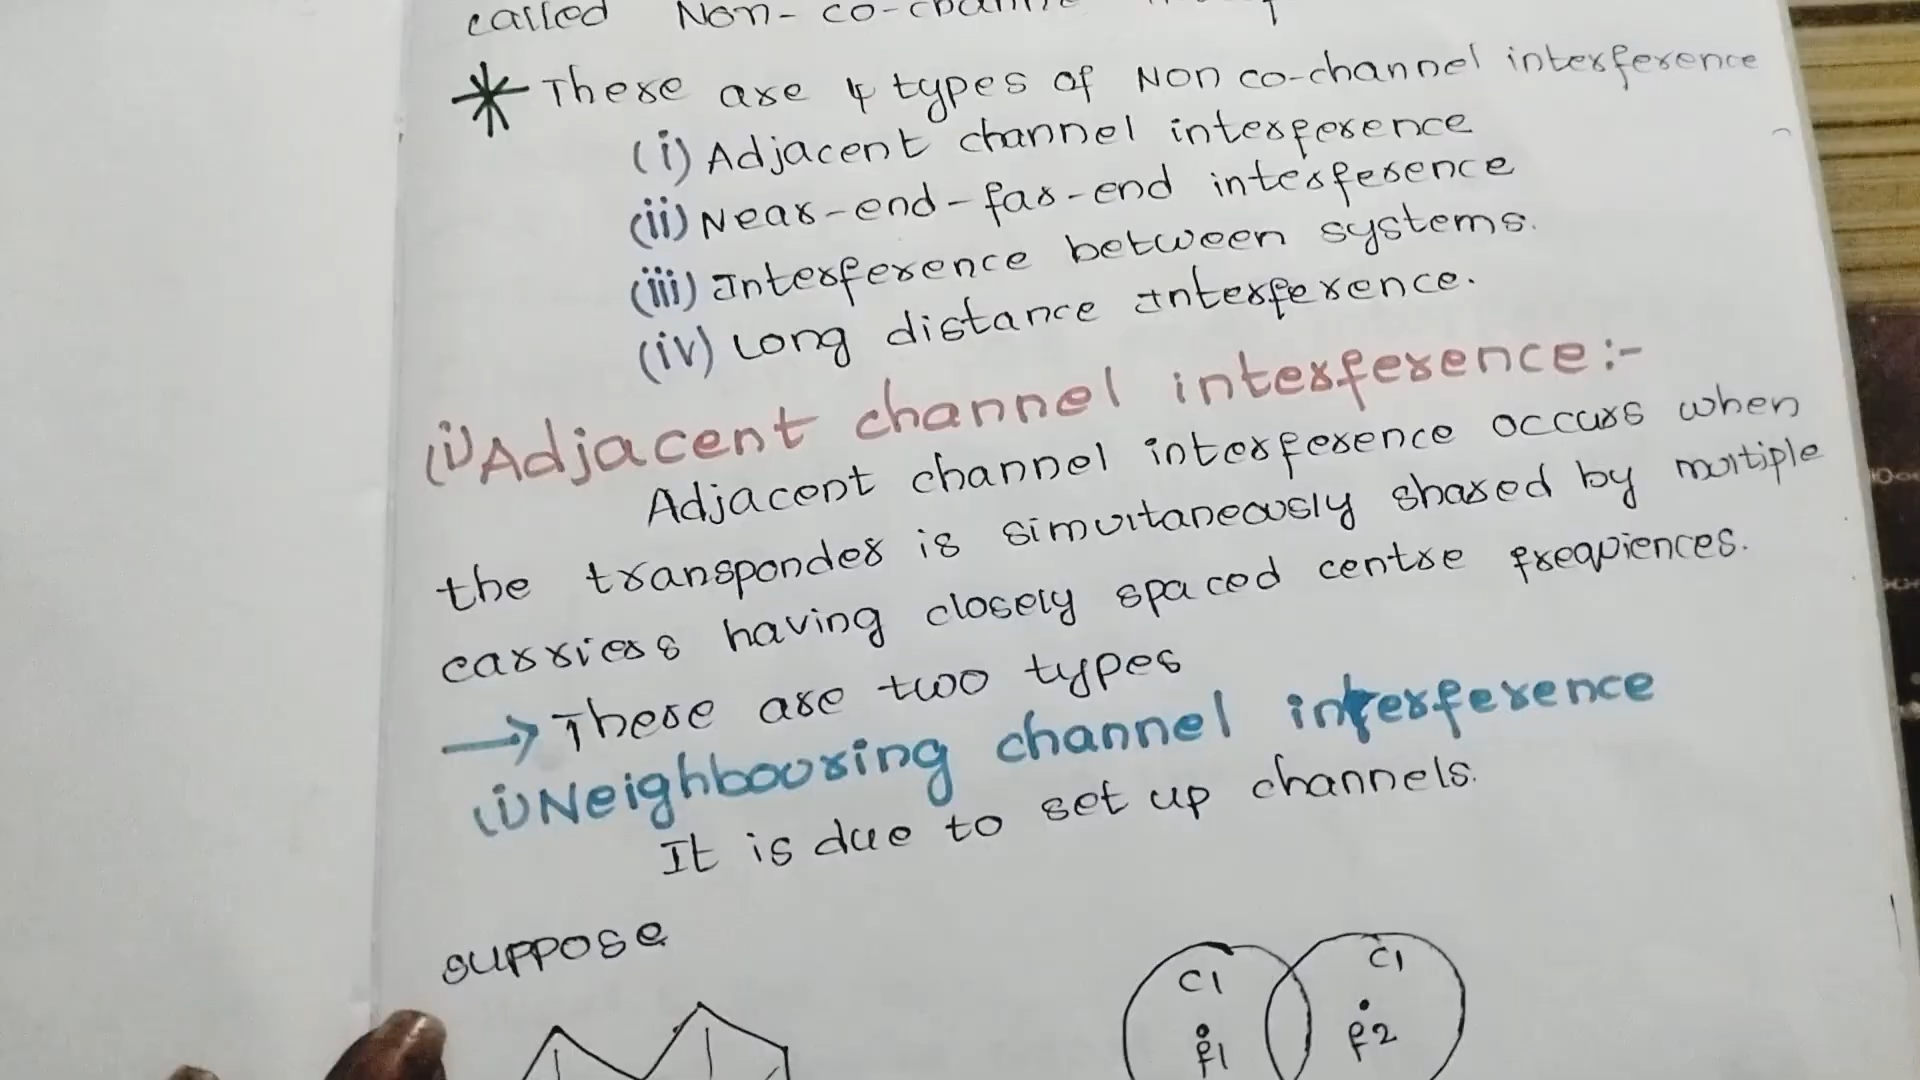 called Non-co-channel
* There are 4 types of Non co-channel interference
(i) Adjacent channel interference
(ii) Near-end-far-end interference
(iii) Interference between systems.
(iv) Long distance interference.
(i) Adjacent channel interference:-
Adjacent channel interference occurs when
the transponder is simultaneously shared by multiple
carriers having closely spaced centre freqviences.
→ There are two types
(i) Neighbouring channel interference
It is due to set up channels.
suppose
C1 C1
f1 f2